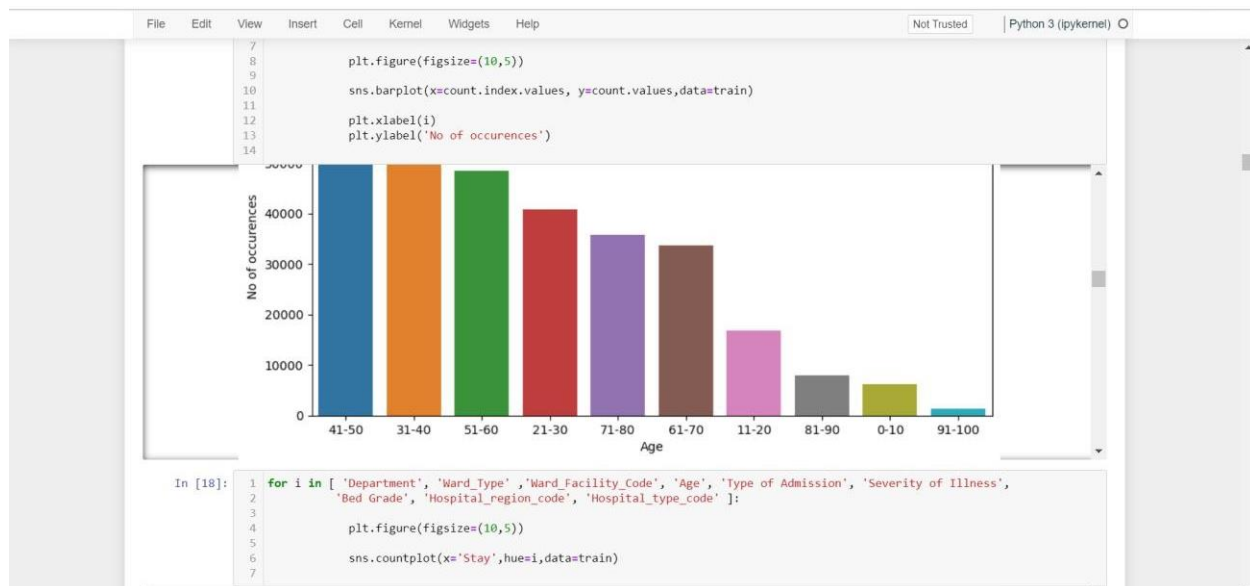 File Edit View Insert Cell Kernel Widgets Help Not Trusted Python 3 (ipykernel)
7
8 plt.figure(figsize=(10,5))
9
10 sns.barplot(x=count.index.values, y=count.values,data=train)
11
12 plt.xlabel(i)
13 plt.ylabel('No of occurences')
14
50000
No of occurences
40000
30000
20000
10000
0
41-50 31-40 51-60 21-30 71-80 61-70 11-20 81-90 0-10 91-100
Age
In [18]: 1 for i in [ 'Department', 'Ward_Type' ,'Ward_Facility_Code', 'Age', 'Type of Admission', 'Severity of Illness',
2 'Bed Grade', 'Hospital_region_code', 'Hospital_type_code' ]:
3
4 plt.figure(figsize=(10,5))
5
6 sns.countplot(x='Stay',hue=i,data=train)
7